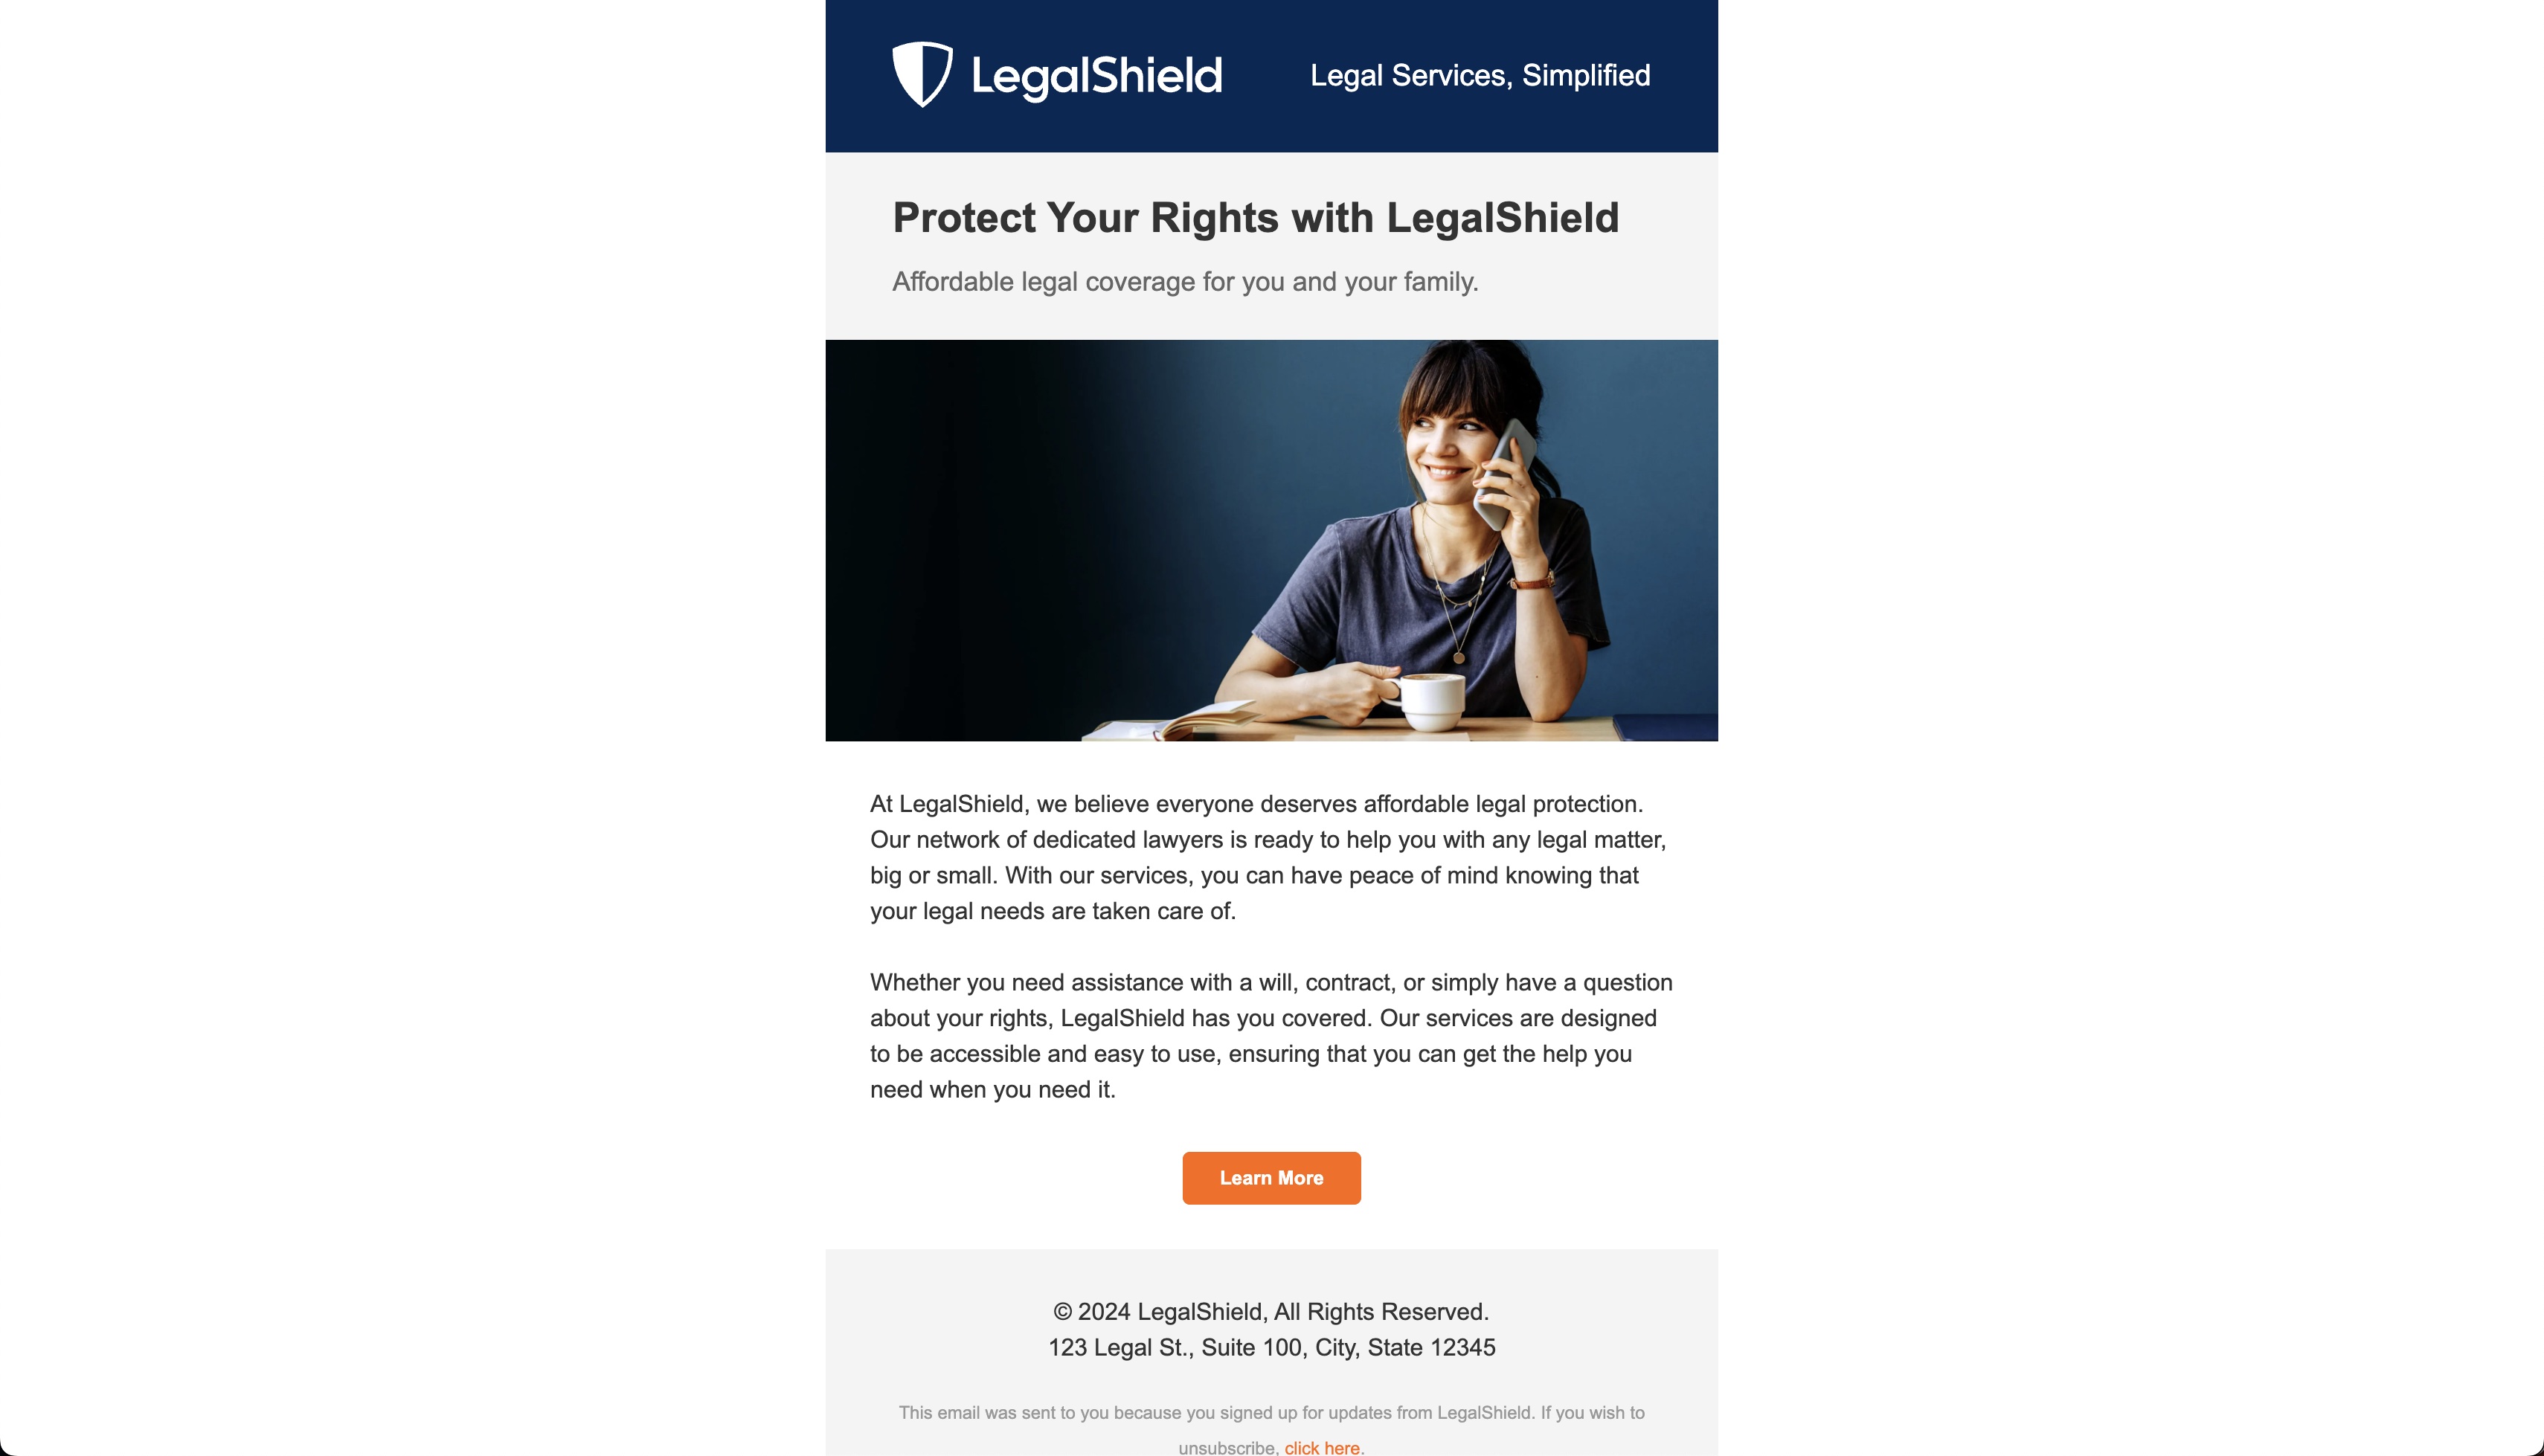 LegalShield
Legal Services, Simplified
Protect Your Rights with LegalShield
Affordable legal coverage for you and your family.
At LegalShield, we believe everyone deserves affordable legal protection.
Our network of dedicated lawyers is ready to help you with any legal matter,
big or small. With our services, you can have peace of mind knowing that
your legal needs are taken care of.
Whether you need assistance with a will, contract, or simply have a question
about your rights, LegalShield has you covered. Our services are designed
to be accessible and easy to use, ensuring that you can get the help you
need when you need it.
Learn More
© 2024 LegalShield, All Rights Reserved.
123 Legal St., Suite 100, City, State 12345
This email was sent to you because you signed up for updates from LegalShield. If you wish to
unsubscribe, click here.